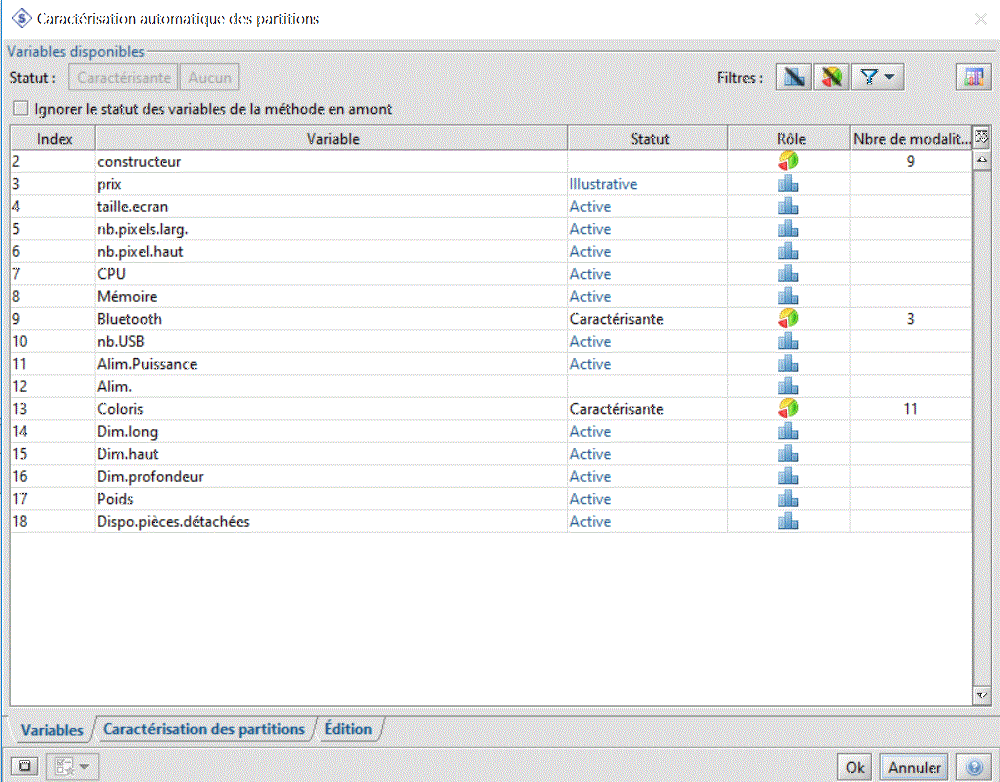 Caractérisation automatique des partitions
Variables disponibles
Statut : Caractérisante Aucun Filtres :
Ignorer le statut des variables de la méthode en amont
Index Variable Statut Rôle Nbre de modalit...
2 constructeur 9
3 prix Illustrative
4 taille.ecran Active
5 nb.pixels.larg. Active
6 nb.pixel.haut Active
7 CPU Active
8 Mémoire Active
9 Bluetooth Caractérisante 3
10 nb.USB Active
11 Alim.Puissance Active
12 Alim.
13 Coloris Caractérisante 11
14 Dim.long Active
15 Dim.haut Active
16 Dim.profondeur Active
17 Poids Active
18 Dispo.pièces.détachées Active
Variables Caractérisation des partitions Édition
Ok Annuler